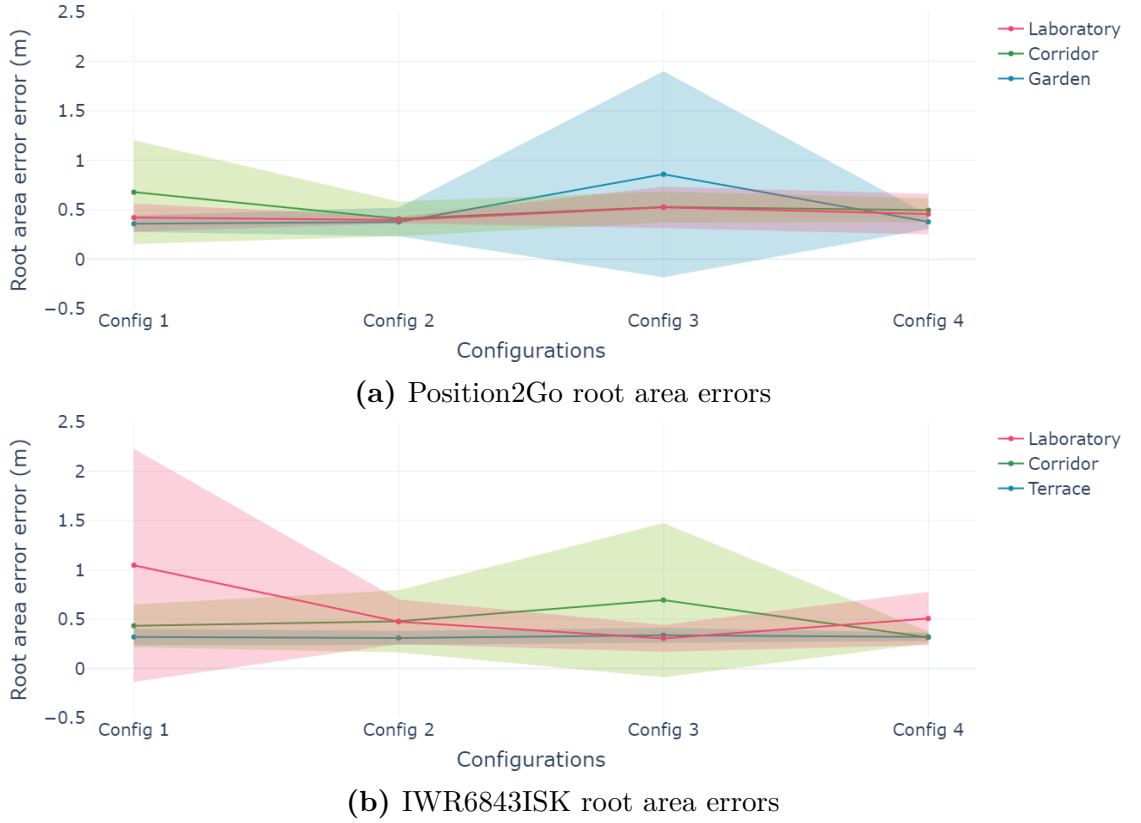 2.5
2
1.5
1
0.5
0
−0.5
Root area error error (m)
Config 1 Config 2 Config 3 Config 4
Configurations
Laboratory
Corridor
Garden
(a) Position2Go root area errors
2.5
2
1.5
1
0.5
0
−0.5
Root area error error (m)
Config 1 Config 2 Config 3 Config 4
Configurations
Laboratory
Corridor
Terrace
(b) IWR6843ISK root area errors